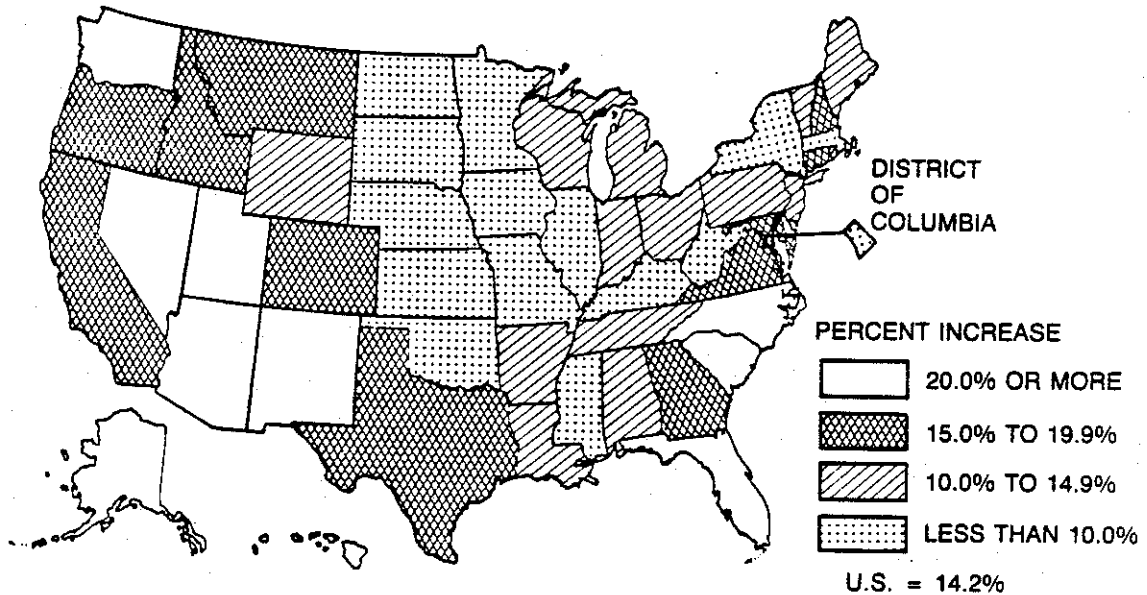 DISTRICT
OF
COLUMBIA
PERCENT INCREASE
20.0% OR MORE
15.0% TO 19.9%
10.0% TO 14.9%
LESS THAN 10.0%
U.S. = 14.2%